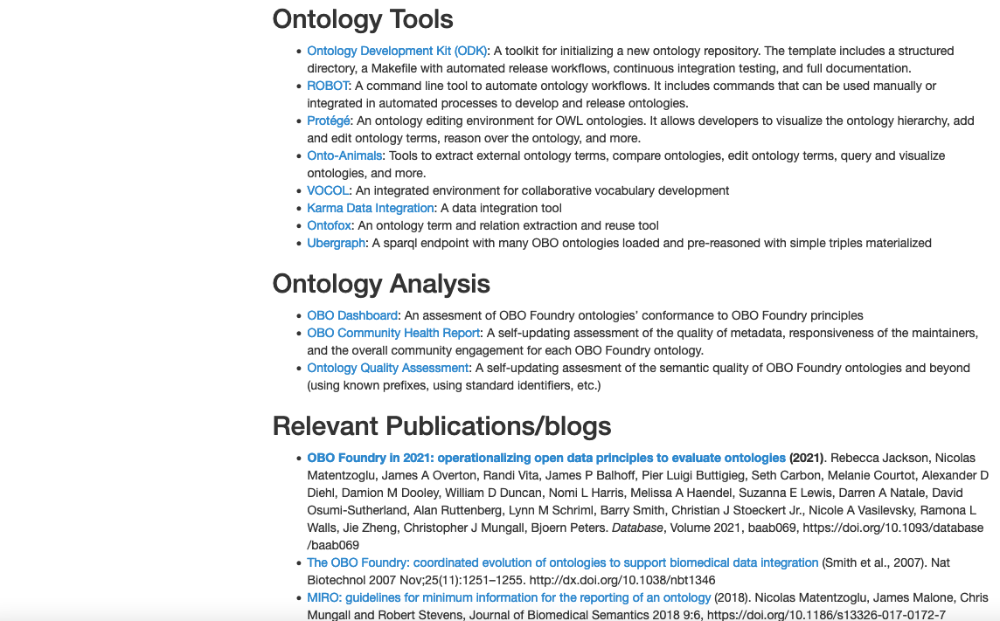 Ontology Tools
• Ontology Development Kit (ODK): A toolkit for initializing a new ontology repository. The template includes a structured
directory, a Makefile with automated release workflows, continuous integration testing, and full documentation.
• ROBOT: A command line tool to automate ontology workflows. It includes commands that can be used manually or
integrated in automated processes to develop and release ontologies.
• Protégé: An ontology editing environment for OWL ontologies. It allows developers to visualize the ontology hierarchy, add
and edit ontology terms, reason over the ontology, and more.
• Onto-Animals: Tools to extract external ontology terms, compare ontologies, edit ontology terms, query and visualize
ontologies, and more.
• VOCOL: An integrated environment for collaborative vocabulary development
• Karma Data Integration: A data integration tool
• Ontofox: An ontology term and relation extraction and reuse tool
• Ubergraph: A sparql endpoint with many OBO ontologies loaded and pre-reasoned with simple triples materialized
Ontology Analysis
• OBO Dashboard: An assesment of OBO Foundry ontologies’ conformance to OBO Foundry principles
• OBO Community Health Report: A self-updating assessment of the quality of metadata, responsiveness of the maintainers,
and the overall community engagement for each OBO Foundry ontology.
• Ontology Quality Assessment: A self-updating assesment of the semantic quality of OBO Foundry ontologies and beyond
(using known prefixes, using standard identifiers, etc.)
Relevant Publications/blogs
• OBO Foundry in 2021: operationalizing open data principles to evaluate ontologies (2021). Rebecca Jackson, Nicolas
Matentzoglu, James A Overton, Randi Vita, James P Balhoff, Pier Luigi Buttigieg, Seth Carbon, Melanie Courtot, Alexander D
Diehl, Damion M Dooley, William D Duncan, Nomi L Harris, Melissa A Haendel, Suzanna E Lewis, Darren A Natale, David
Osumi-Sutherland, Alan Ruttenberg, Lynn M Schriml, Barry Smith, Christian J Stoeckert Jr., Nicole A Vasilevsky, Ramona L
Walls, Jie Zheng, Christopher J Mungall, Bjoern Peters. Database, Volume 2021, baab069, https://doi.org/10.1093/database
/baab069
• The OBO Foundry: coordinated evolution of ontologies to support biomedical data integration (Smith et al., 2007). Nat
Biotechnol 2007 Nov;25(11):1251–1255. http://dx.doi.org/10.1038/nbt1346
• MIRO: guidelines for minimum information for the reporting of an ontology (2018). Nicolas Matentzoglu, James Malone, Chris
Mungall and Robert Stevens, Journal of Biomedical Semantics 2018 9:6, https://doi.org/10.1186/s13326-017-0172-7